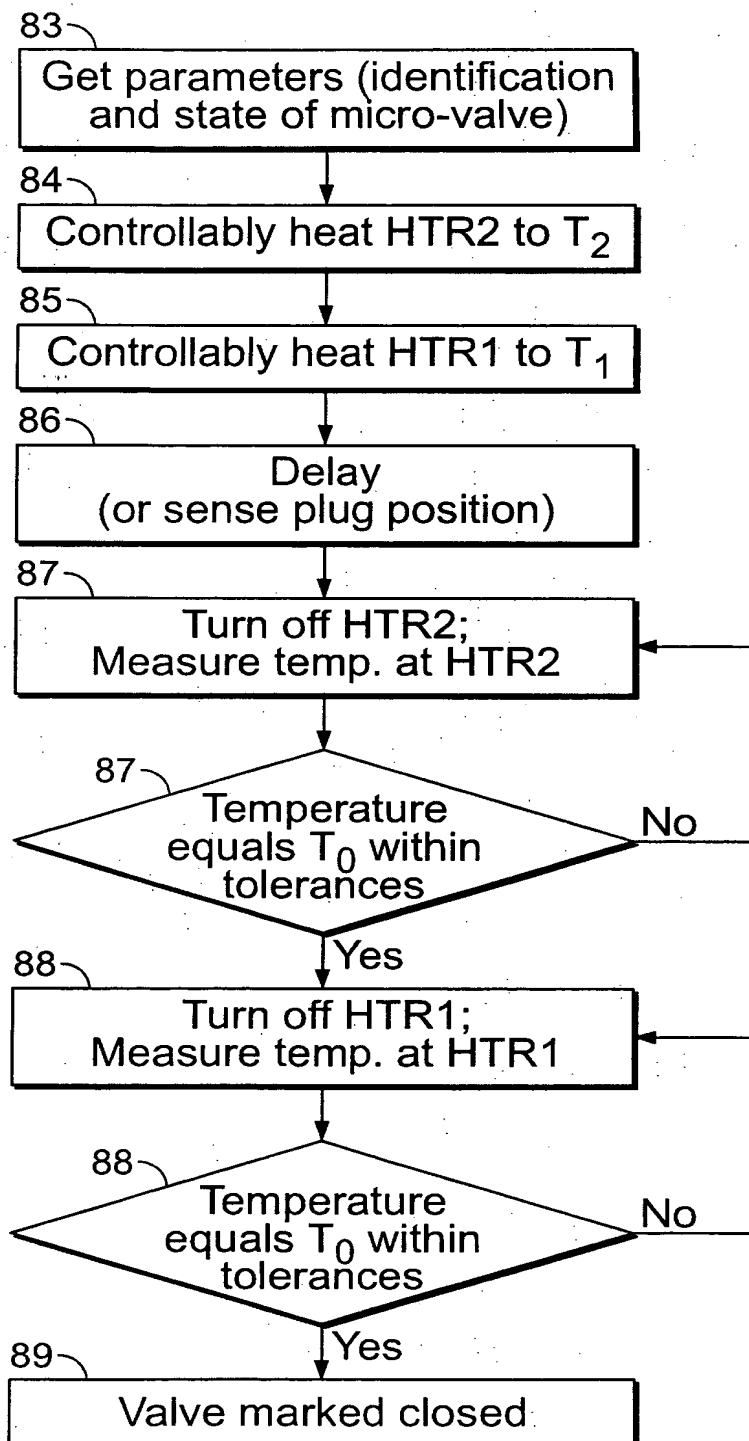 83
Get parameters (identification
and state of micro-valve)
84
Controllably heat HTR2 to T2
85
Controllably heat HTR1 to T1
86
Delay
(or sense plug position)
87
Turn off HTR2;
Measure temp. at HTR2
87
Temperature
equals T0 within
tolerances
No
Yes
88
Turn off HTR1;
Measure temp. at HTR1
88
Temperature
equals T0 within
tolerances
No
Yes
89
Valve marked closed